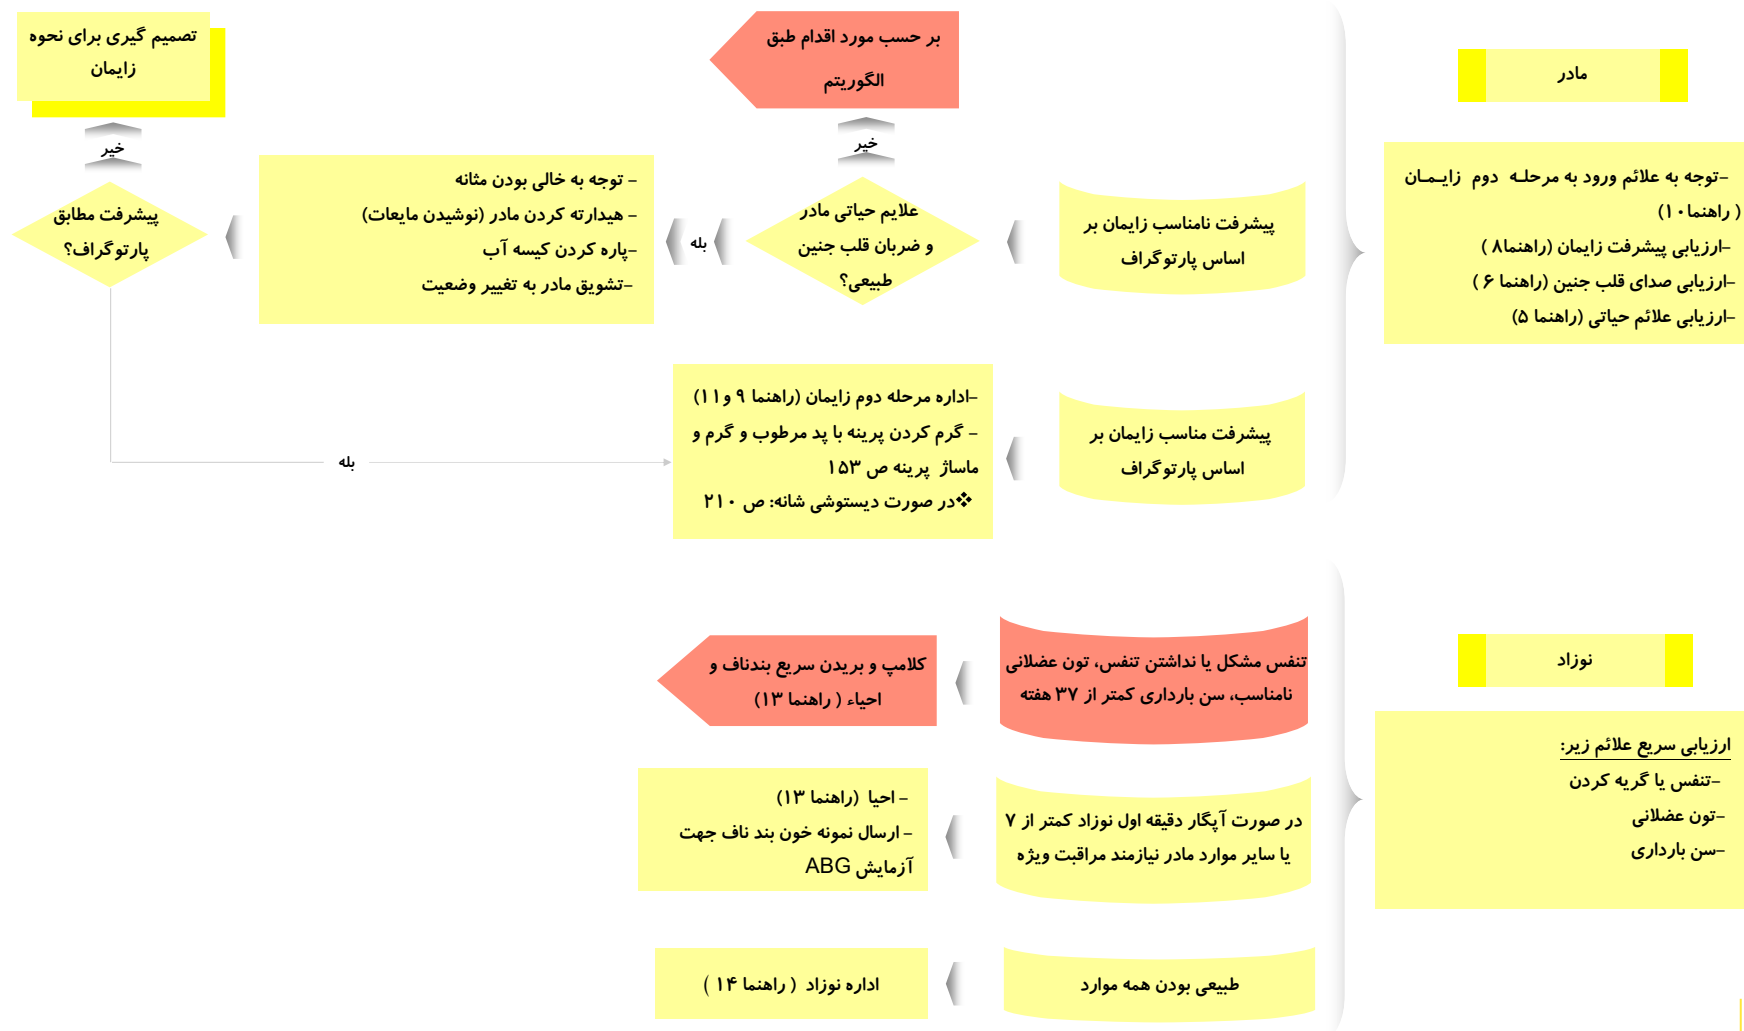 مادر
-توجه به علائم ورود به مرحله دوم زایمان
( راهنما۱۰)
-ارزیابی پیشرفت زایمان (راهنما۸ )
-ارزیابی صدای قلب جنین (راهنما ۶ )
-ارزیابی علائم حیاتی (راهنما ۵)
پیشرفت نامناسب زایمان بر
اساس پارتوگراف
علایم حیاتی مادر
و ضربان قلب جنین
طبیعی؟
خیر
بر حسب مورد اقدام طبق
الگوریتم
بله
- توجه به خالی بودن مثانه
- هیدارته کردن مادر (نوشیدن مایعات)
-پاره کردن کیسه آب
-تشویق مادر به تغییر وضعیت
پیشرفت مطابق
پارتوگراف؟
خیر
تصمیم گیری برای نحوه
زایمان
بله
پیشرفت مناسب زایمان بر
اساس پارتوگراف
-اداره مرحله دوم زایمان (راهنما ۹ و۱۱)
- گرم کردن پرینه با پد مرطوب و گرم و
ماساژ پرینه ص ۱۵۳
❖در صورت دیستوشی شانه: ص ۲۱۰
نوزاد
ارزیابی سریع علائم زیر:
-تنفس یا گریه کردن
-تون عضلانی
-سن بارداری
تنفس مشکل یا نداشتن تنفس، تون عضلانی
نامناسب، سن بارداری کمتر از ۳۷ هفته
کلامپ و بریدن سریع بندناف و
احیاء ( راهنما ۱۳)
در صورت آپگار دقیقه اول نوزاد کمتر از ۷
یا سایر موارد مادر نیازمند مراقبت ویژه
- احیا (راهنما ۱۳)
- ارسال نمونه خون بند ناف جهت
آزمایش ABG
طبیعی بودن همه موارد
اداره نوزاد ( راهنما ۱۴ )